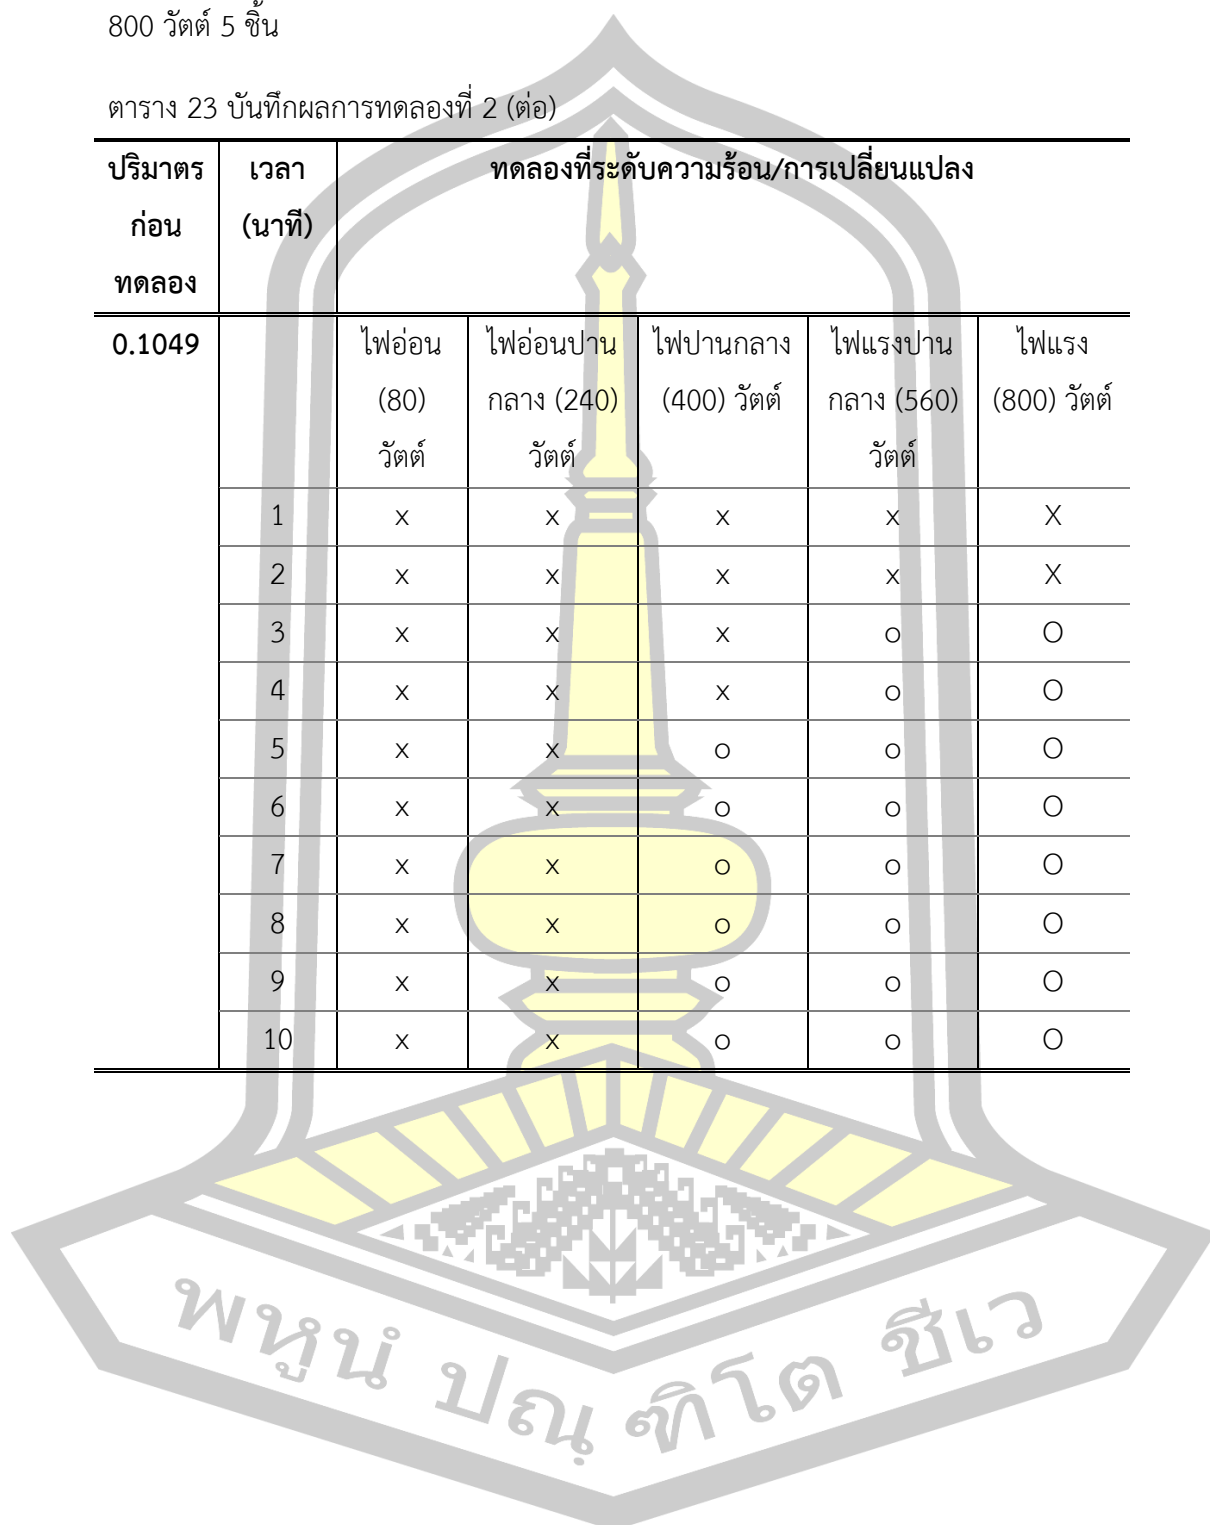 800 วัตต์ 5 ชิ้น
ตาราง 23 บันทึกผลการทดลองที่ 2 (ต่อ)
ปริมาตร เวลา ทดลองที่ระดับความร้อน/การเปลี่ยนแปลง
ก่อน (นาที)
ทดลอง
0.1049 ไฟอ่อน ไฟอ่อนปาน ไฟปานกลาง ไฟแรงปาน ไฟแรง
(80) กลาง (240) (400) วัตต์ กลาง (560) (800) วัตต์
วัตต์ วัตต์ วัตต์
1 x x x x X
2 x x x x X
3 x x x o O
4 x x x o O
5 x x o o O
6 x x o o O
7 x x o o O
8 x x o o O
9 x x o o O
10 x x o o O
พหูนํ ปณฺฑิโต ชีเว